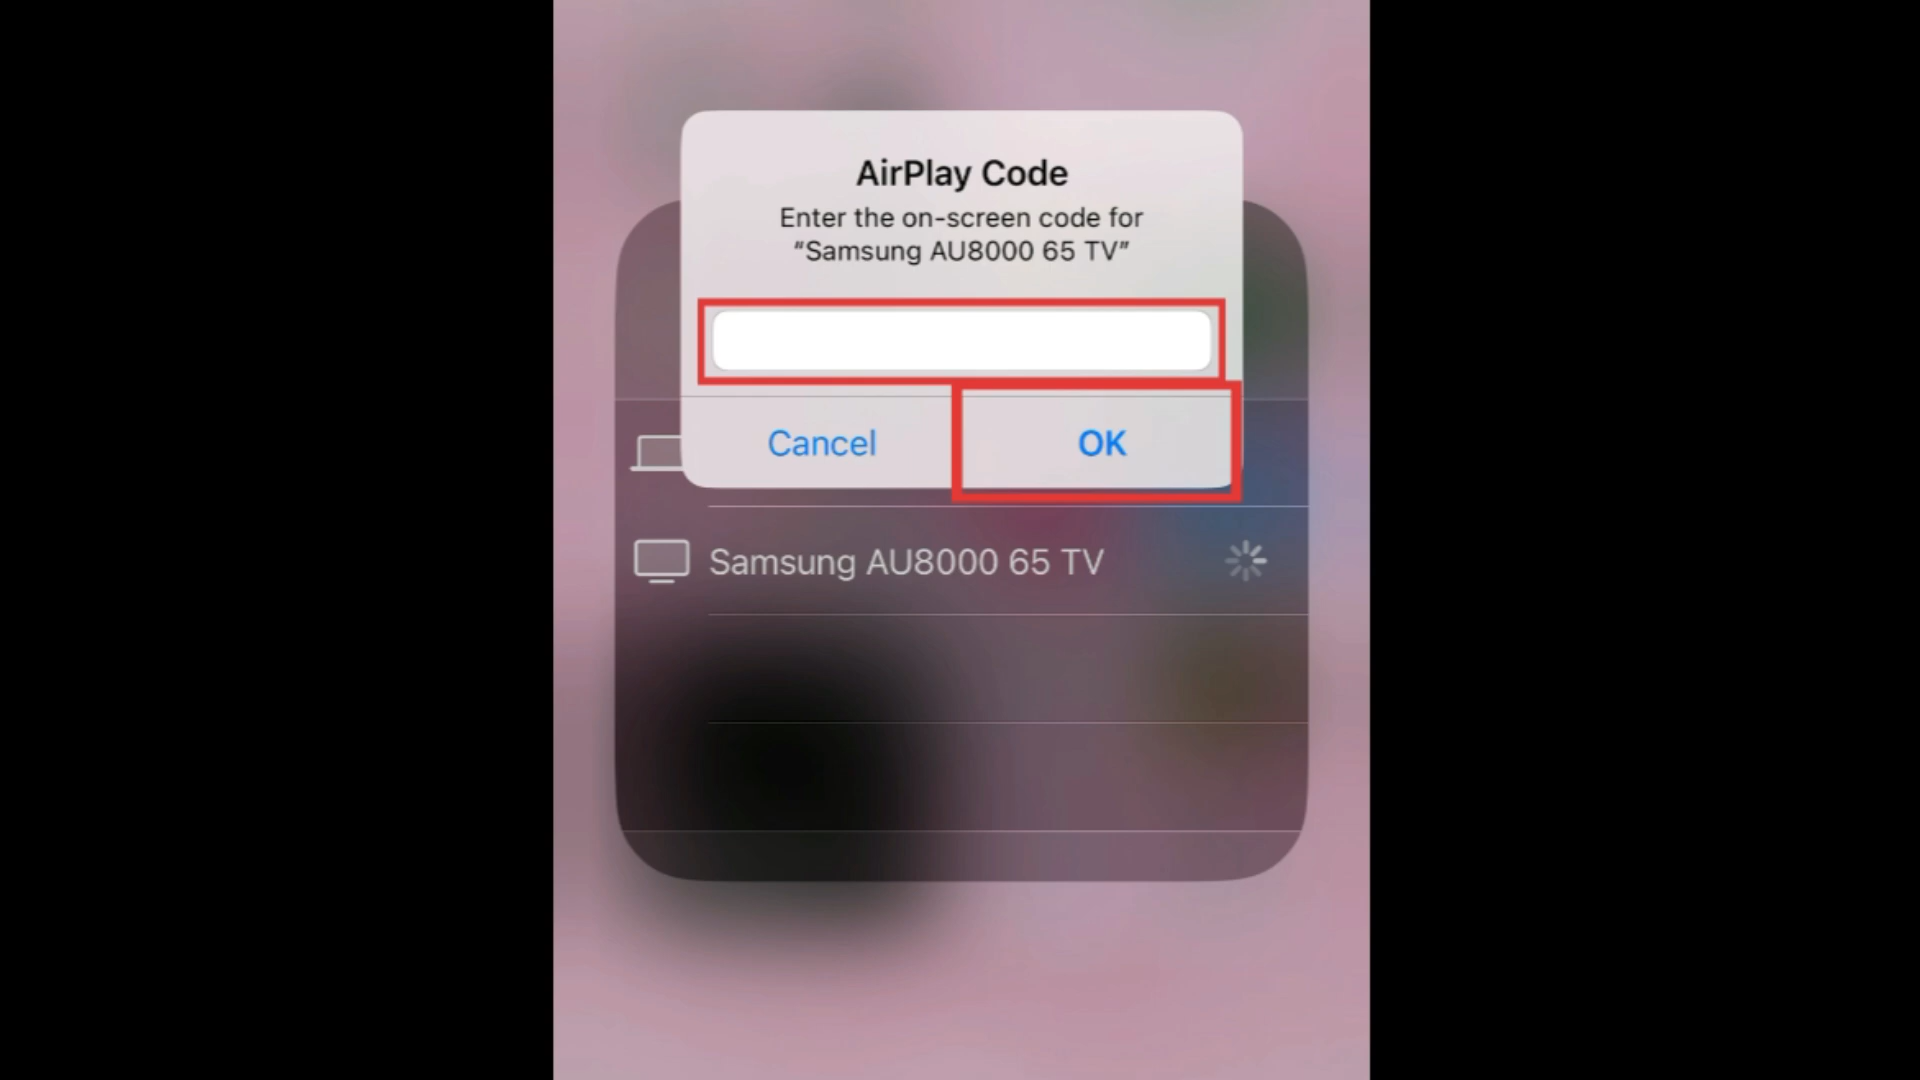 AirPlay Code
Enter the on-screen code for
“Samsung AU8000 65 TV”
Cancel
OK
Samsung AU8000 65 TV